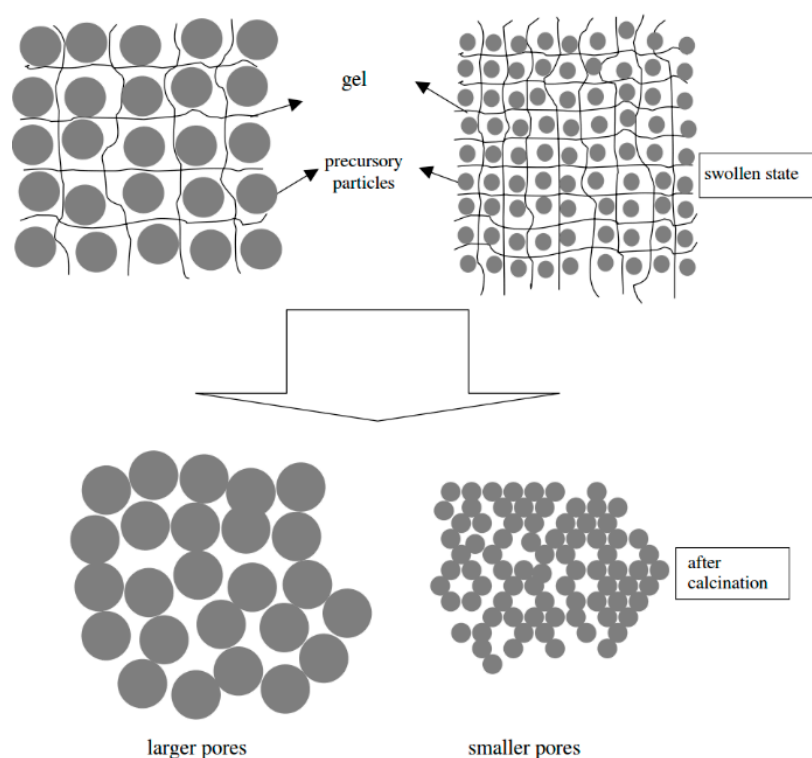 gel
precursory
particles
swollen state
after
calcination
larger pores
smaller pores